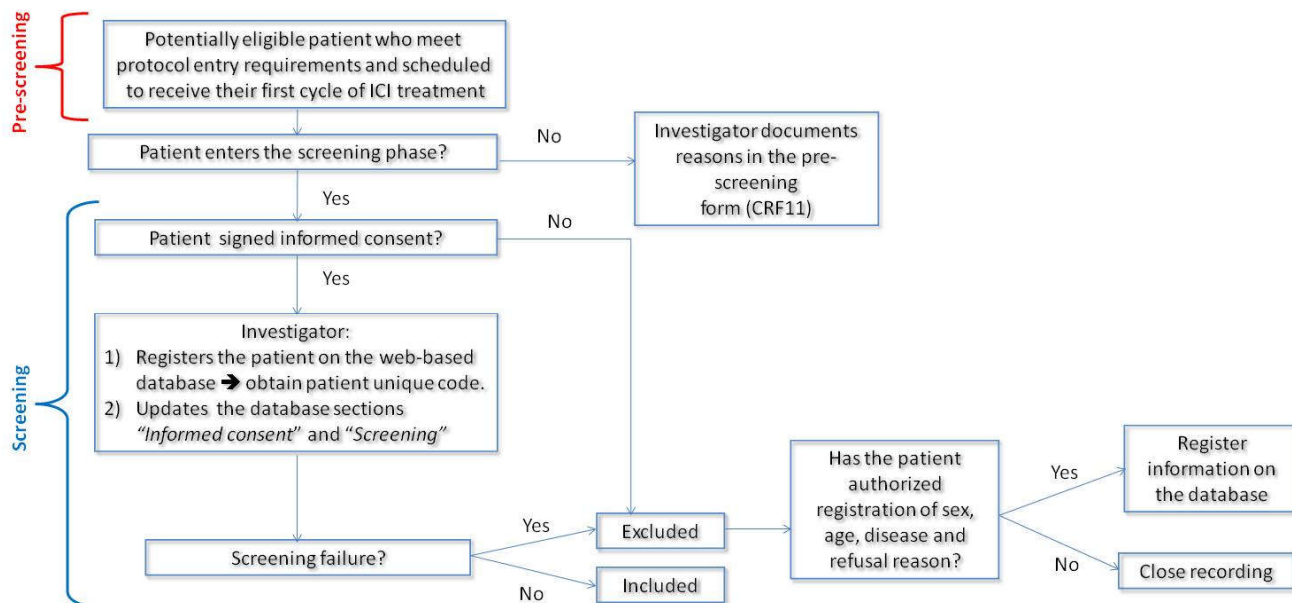 Pre-screening
Potentially eligible patient who meet
protocol entry requirements and scheduled
to receive their first cycle of ICI treatment
Patient enters the screening phase?
No
Investigator documents
reasons in the pre-
screening
form (CRF11)
Yes
Screening
Patient signed informed consent?
No
Yes
Investigator:
1) Registers the patient on the web-based
database ➔ obtain patient unique code.
2) Updates the database sections
“Informed consent” and “Screening”
Screening failure?
Yes
Excluded
No
Included
Has the patient
authorized
registration of sex,
age, disease and
refusal reason?
Yes
Register
information on
the database
No
Close recording